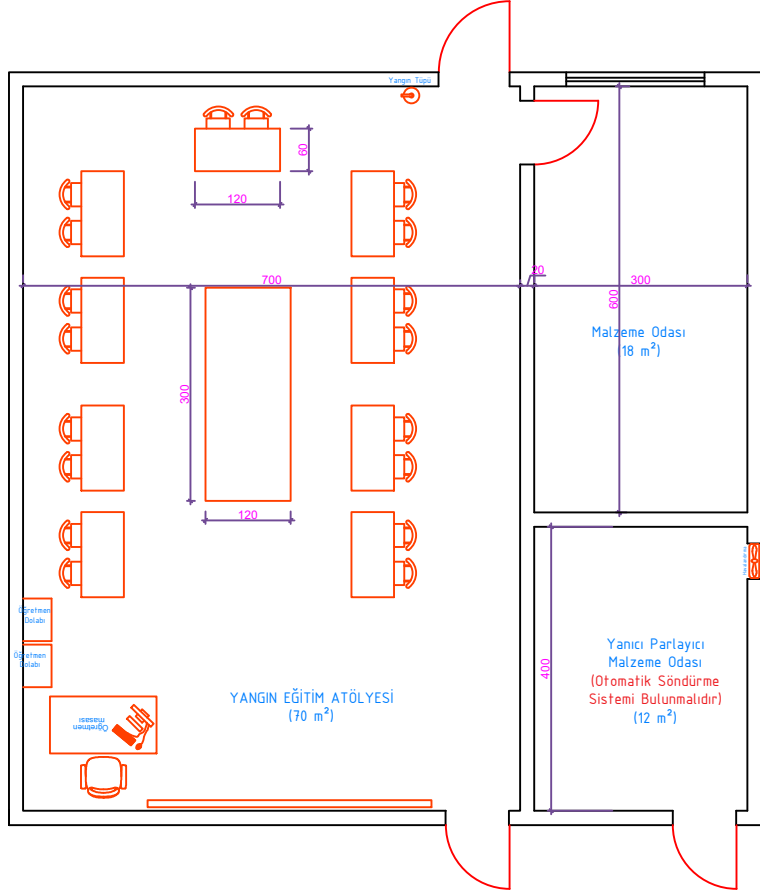 Yangın Tüpü
60
120
700
20
300
600
Malzeme Odası
(18 m²)
300
120
Havalandırma
Öğretmen
Dolabı
Öğretmen
Dolabı
400
Yanıcı Parlayıcı
Malzeme Odası
(Otomatik Söndürme
Sistemi Bulunmalıdır)
(12 m²)
YANGIN EĞİTİM ATÖLYESİ
(70 m²)
Öğretmen
masası